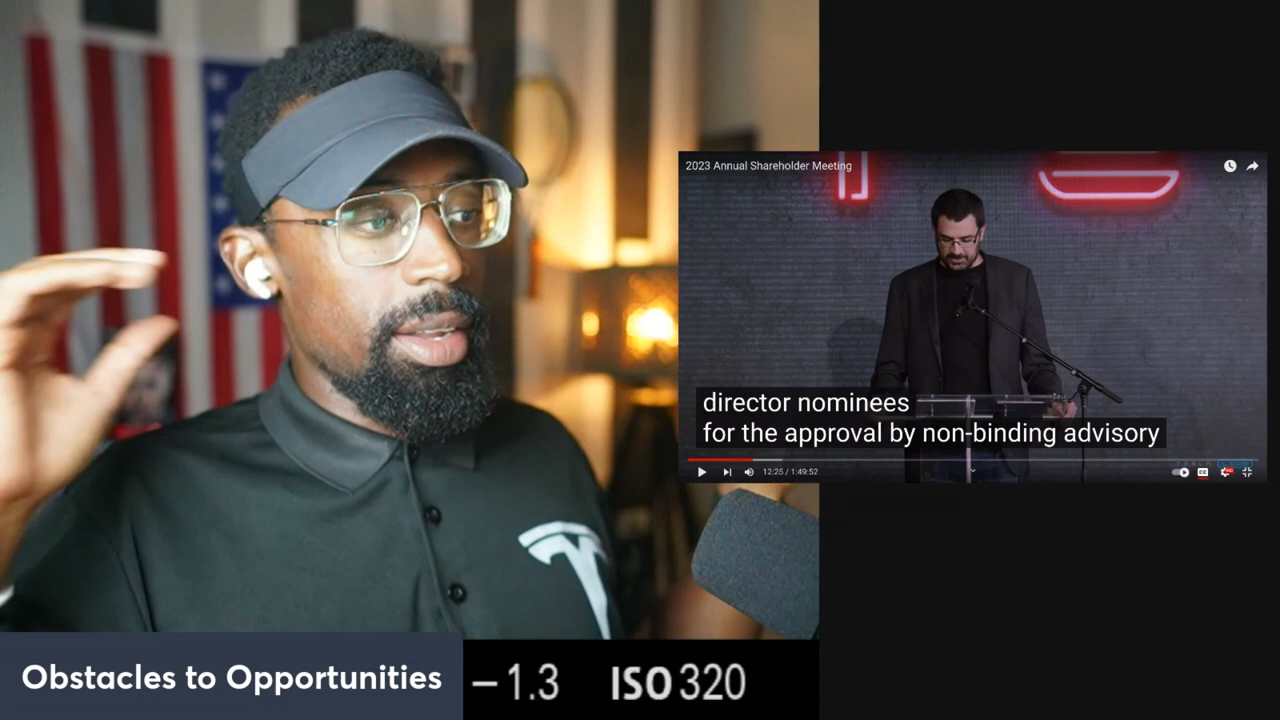 2023 Annual Shareholder Meeting
director nominees
for the approval by non-binding advisory
12:25 / 1:49:52
Obstacles to Opportunities
– 1.3 ISO 320